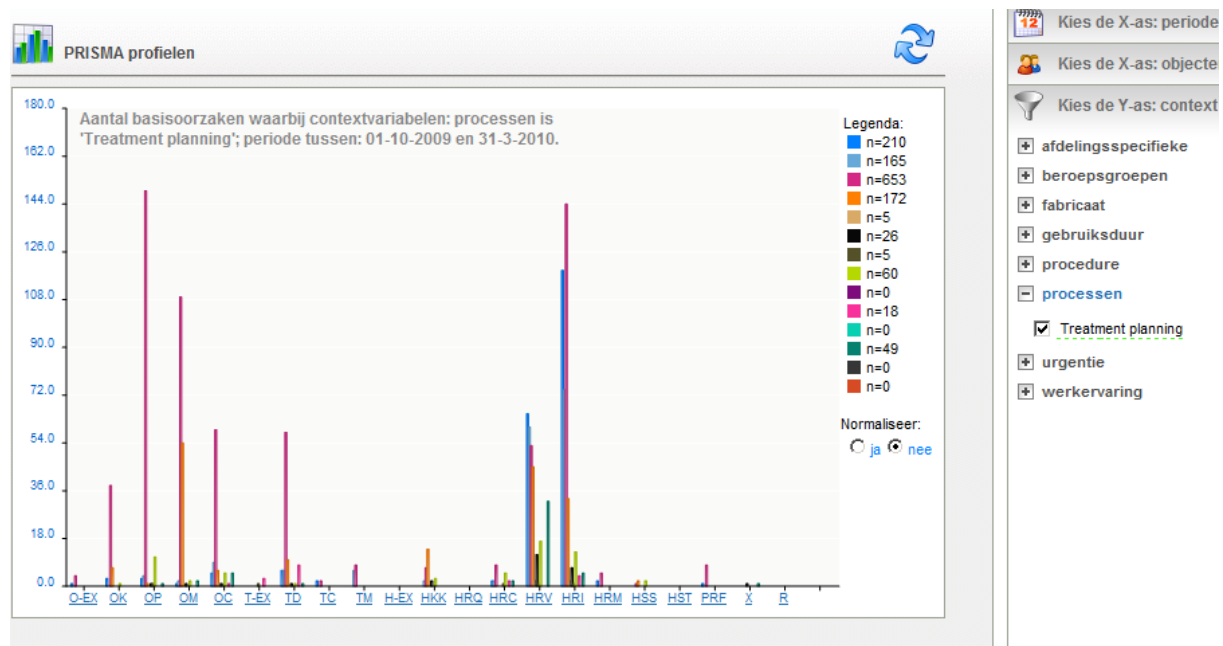 PRISMA profielen
Aantal basisoorzaken waarbij contextvariabelen: processen is
'Treatment planning'; periode tussen: 01-10-2009 en 31-3-2010.
180.0
162.0
144.0
126.0
108.0
90.0
72.0
54.0
36.0
18.0
0.0
O-EX OK OP OM OC T-EX TD TC TM H-EX HKK HRQ HRC HRV HRI HRM HSS HST PRF X R
Legenda:
n=210
n=165
n=653
n=172
n=5
n=26
n=5
n=60
n=0
n=18
n=0
n=49
n=0
n=0
Normaliseer:
ja nee
12 Kies de X-as: periode
Kies de X-as: objecte
Kies de Y-as: context
afdelingsspecifieke
beroepsgroepen
fabricaat
gebruiksduur
procedure
processen
Treatment planning
urgentie
werkervaring